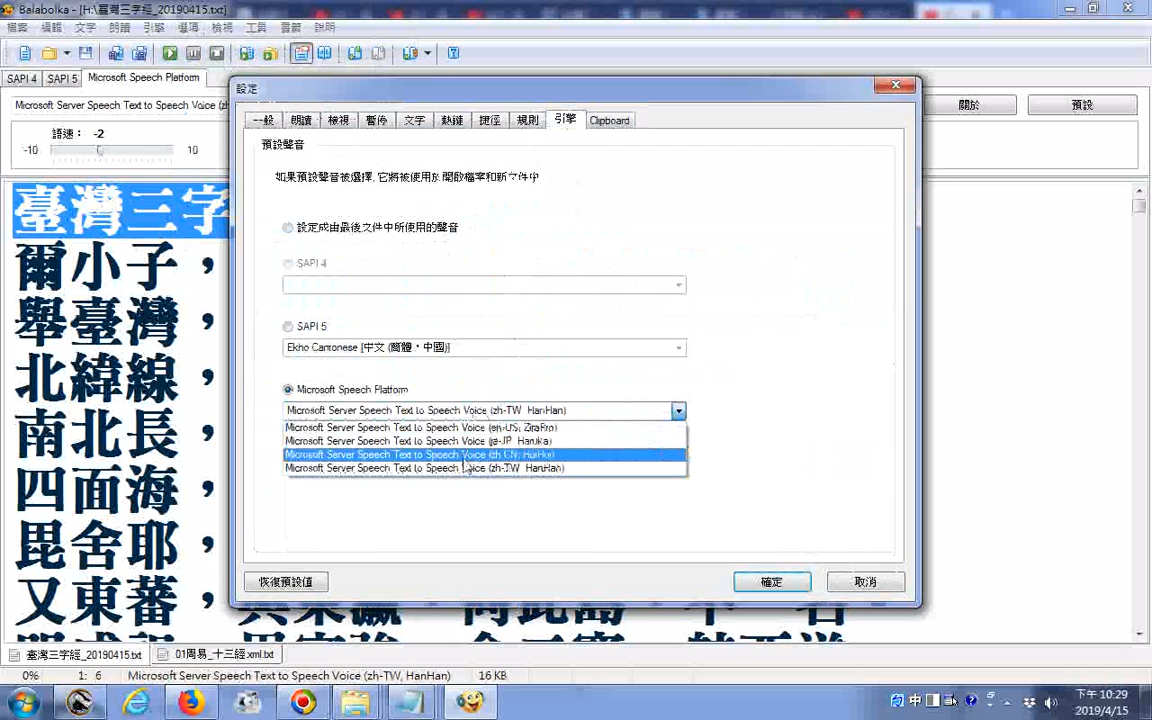 Balabolka - [H:\臺灣三字經_20190415.txt]
檔案 編輯 文字 朗讀 引擎 選項 檢視 工具 書籤 說明
SAPI 4 SAPI 5 Microsoft Speech Platform
Microsoft Server Speech Text to Speech Voice (zh
關於 預設
語速： -2
-10 10
設定
一般 朗讀 檢視 暫停 文字 熱鍵 捷徑 規則 引擎 Clipboard
預設聲音
如果預設聲音被選擇, 它將被使用於開啟檔案和新文件中
設定成由最後文件中所使用的聲音
SAPI 4
SAPI 5
Ekho Cantonese [中文 (簡體，中國)]
Microsoft Speech Platform
Microsoft Server Speech Text to Speech Voice (zh-TW, HanHan)
Microsoft Server Speech Text to Speech Voice (en-US, ZiraPro)
Microsoft Server Speech Text to Speech Voice (ja-JP, Haruka)
Microsoft Server Speech Text to Speech Voice (zh-CN, HuiHui)
Microsoft Server Speech Text to Speech Voice (zh-TW, HanHan)
恢復預設值 確定 取消
臺灣三字
爾小子，
舉臺灣，
北緯線，
南北長，
四面海，
毘舍耶，
又東蕃，
臺灣三字經_20190415.txt 01周易_十三經.xml.txt
0% 1: 6 Microsoft Server Speech Text to Speech Voice (zh-TW, HanHan) 16 KB
中
下午 10:29
2019/4/15